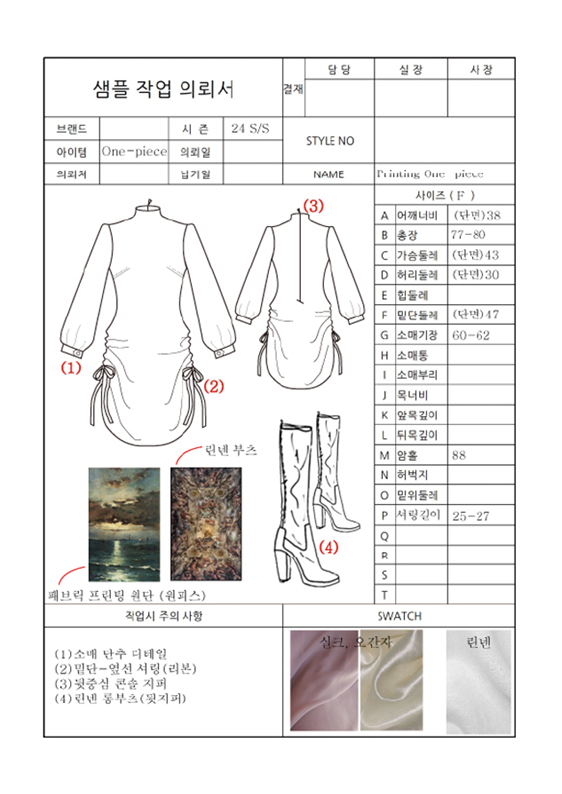 샘플 작업 의뢰서
결재
담 당
실 장
사 장
브랜드
시 즌
24 S/S
STYLE NO
아이템
One-piece
의뢰일
의뢰처
납기일
NAME
Printing One piece
사이즈 ( F )
A 어깨너비 (단면)38
B 총장 77-80
C 가슴둘레 (단면)43
D 허리둘레 (단면)30
E 힙둘레
F 밑단둘레 (단면)47
G 소매기장 60-62
H 소매통
I 소매부리
J 목너비
K 앞목깊이
L 뒤목깊이
M 암홀 88
N 허벅지
O 밑위둘레
P 셔링길이 25-27
Q
R
S
T
(3)
(1)
(2)
린넨 부츠
(4)
패브릭 프린팅 원단 (원피스)
작업시 주의 사항
SWATCH
(1)소매 단추 디테일
(2)밑단-옆선 셔링(리본)
(3)뒷중심 콘솔 지퍼
(4)린넨 롱부츠(뒷지퍼)
실크, 오간자
린넨